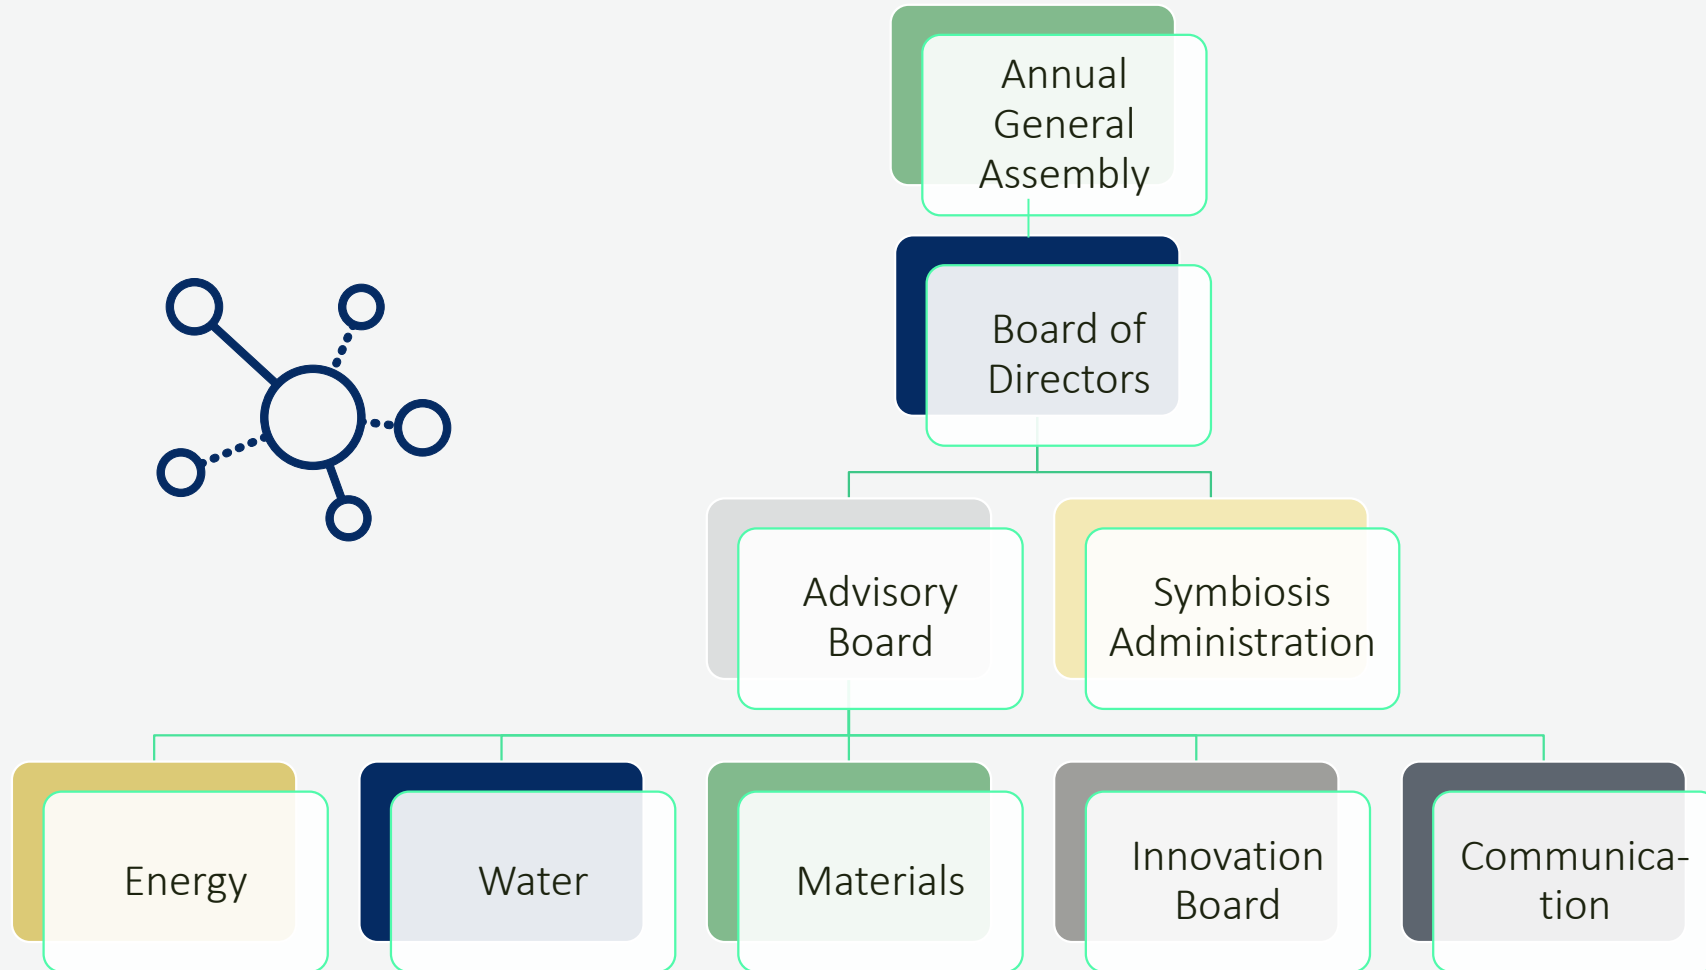 Annual
General
Assembly
Board of
Directors
Advisory
Board
Symbiosis
Administration
Energy
Water
Materials
Innovation
Board
Communica-
tion